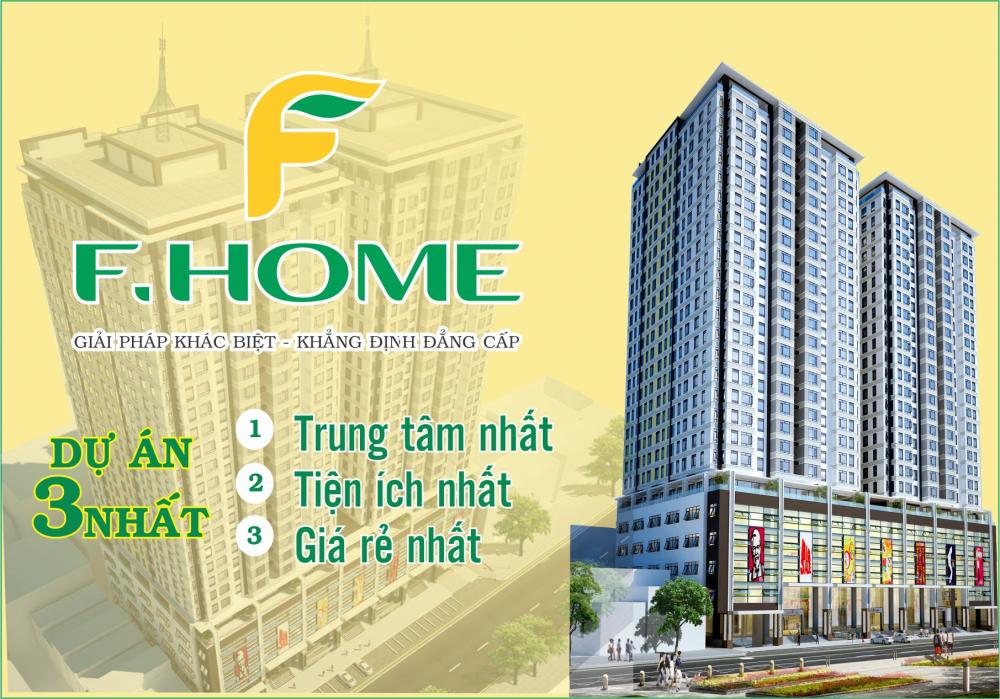 F.HOME
GIẢI PHÁP KHÁC BIỆT - KHẲNG ĐỊNH ĐẲNG CẤP
DỰ ÁN
3NHẤT
1 Trung tâm nhất
2 Tiện ích nhất
3 Giá rẻ nhất